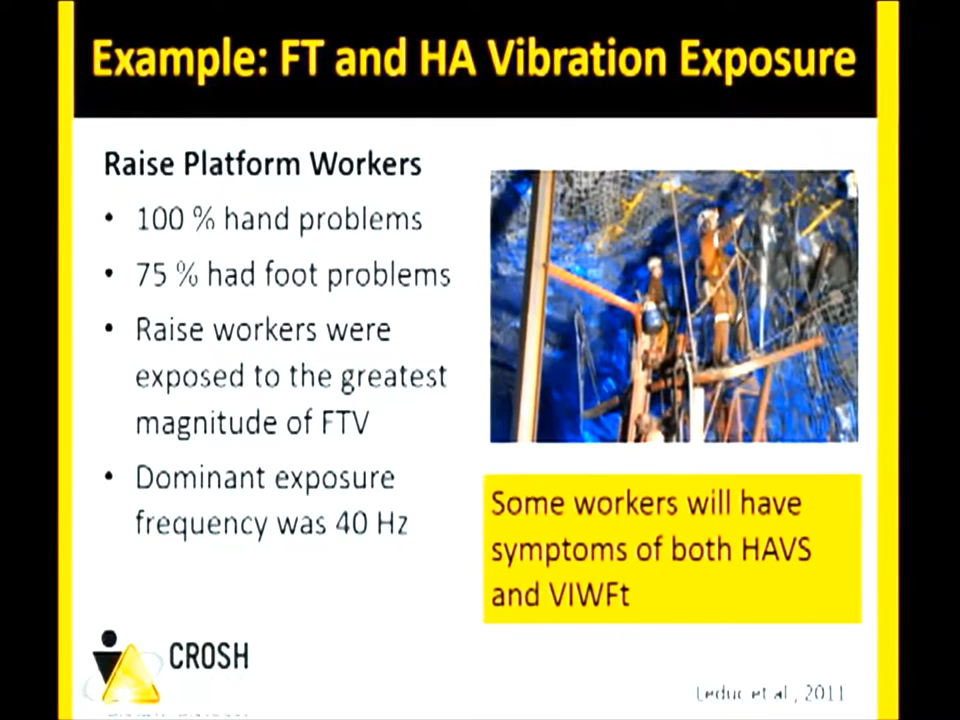 Example: FT and HA Vibration Exposure
Raise Platform Workers
• 100 % hand problems
• 75 % had foot problems
• Raise workers were
exposed to the greatest
magnitude of FTV
• Dominant exposure
frequency was 40 Hz
Some workers will have
symptoms of both HAVS
and VIWFt
CROSH
Leduc et al., 2011